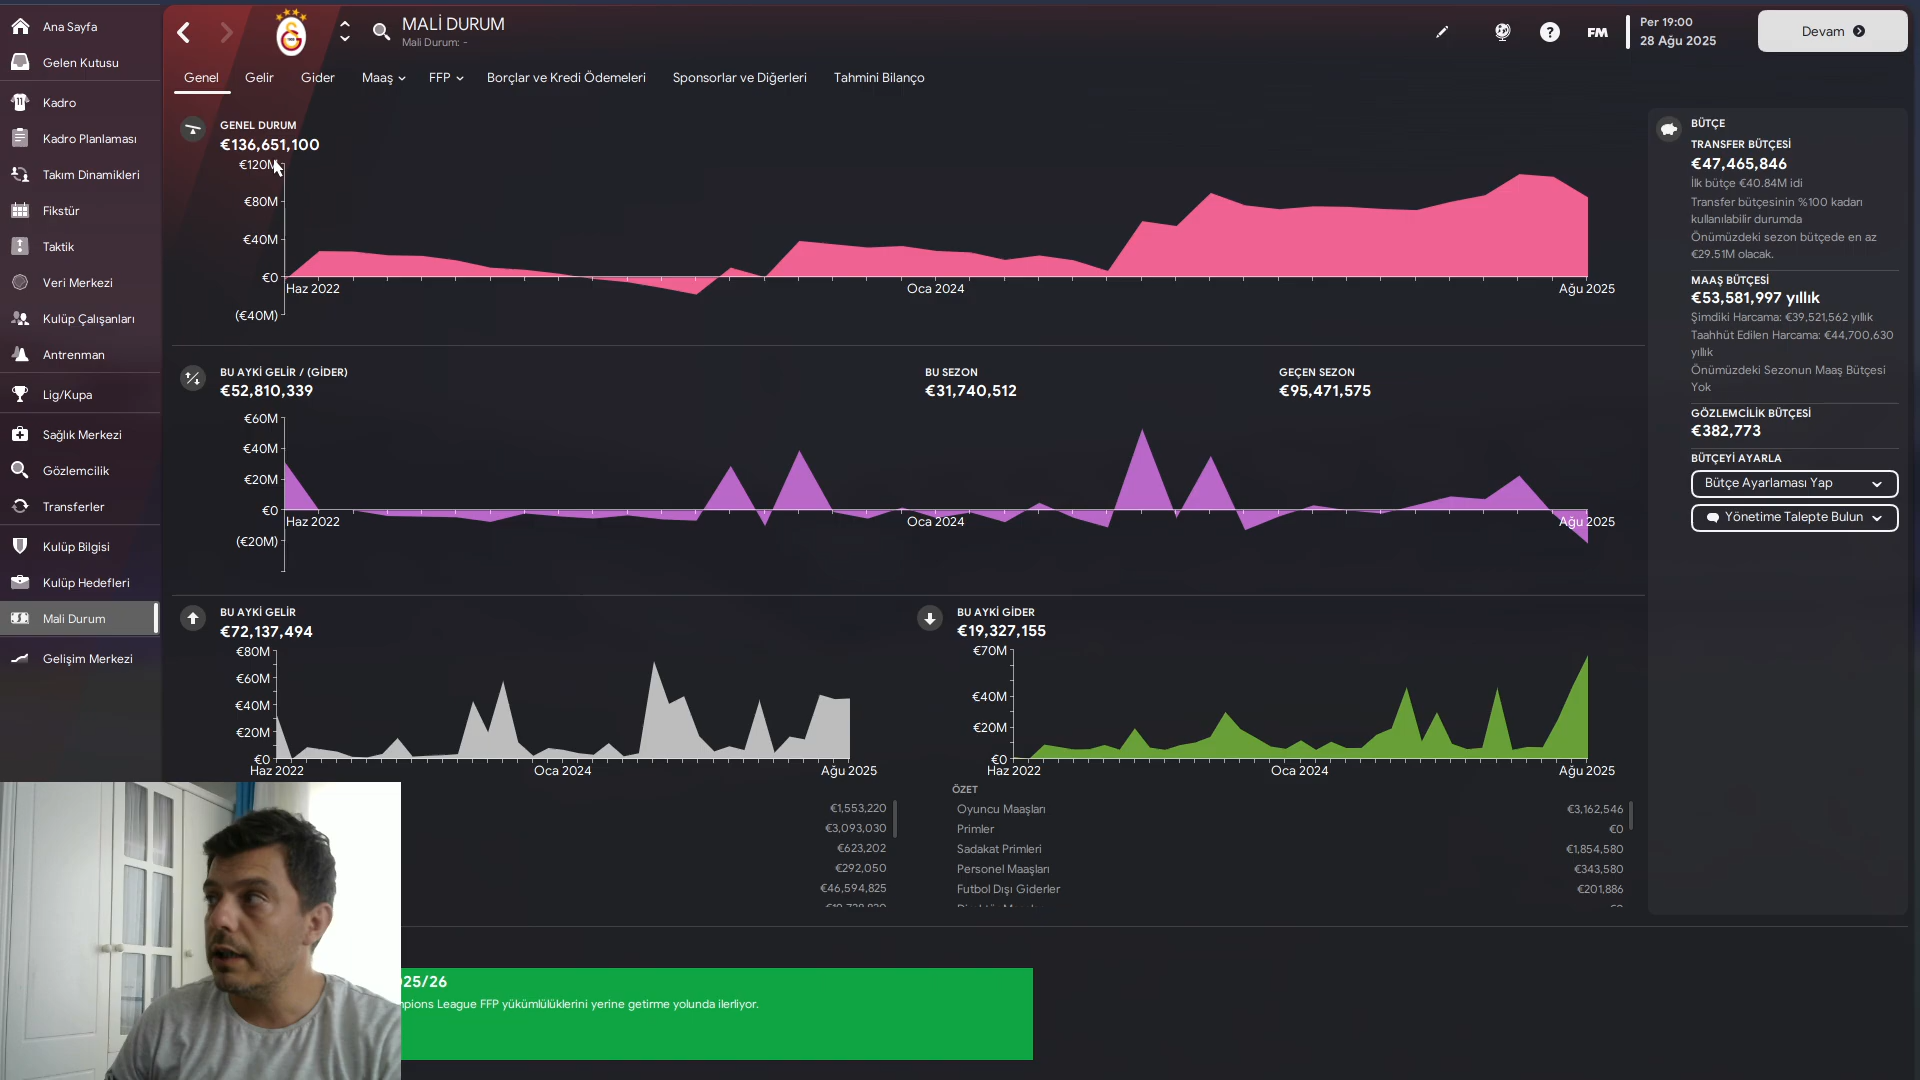 Ana Sayfa
Gelen Kutusu
Kadro
Kadro Planlaması
Takım Dinamikleri
Fikstür
Taktik
Veri Merkezi
Kulüp Çalışanları
Antrenman
Lig/Kupa
Sağlık Merkezi
Gözlemcilik
Transferler
Kulüp Bilgisi
Kulüp Hedefleri
Mali Durum
Gelişim Merkezi
MALİ DURUM
Mali Durum: -
FM
Per 19:00
28 Ağu 2025
Devam
Genel
Gelir
Gider
Maaş
FFP
Borçlar ve Kredi Ödemeleri
Sponsorlar ve Diğerleri
Tahmini Bilanço
GENEL DURUM
€136,651,100
€120M
€80M
€40M
€0
(€40M)
Haz 2022
Oca 2024
Ağu 2025
BU AYKİ GELİR / (GİDER)
€52,810,339
BU SEZON
€31,740,512
GEÇEN SEZON
€95,471,575
€60M
€40M
€20M
€0
(€20M)
Haz 2022
Oca 2024
Ağu 2025
BU AYKİ GELİR
€72,137,494
€80M
€60M
€40M
€20M
€0
Haz 2022
Oca 2024
Ağu 2025
€1,553,220
€3,093,030
€623,202
€292,050
€46,594,825
BU AYKİ GİDER
€19,327,155
€70M
€40M
€20M
€0
Haz 2022
Oca 2024
Ağu 2025
ÖZET
Oyuncu Maaşları €3,162,546
Primler €0
Sadakat Primleri €1,854,580
Personel Maaşları €343,580
Futbol Dışı Giderler €201,886
25/26
mpions League FFP yükümlülüklerini yerine getirme yolunda ilerliyor.
BÜTÇE
TRANSFER BÜTÇESİ
€47,465,846
İlk bütçe €40.84M idi
Transfer bütçesinin %100 kadarı
kullanılabilir durumda
Önümüzdeki sezon bütçede en az
€29.51M olacak.
MAAŞ BÜTÇESİ
€53,581,997 yıllık
Şimdiki Harcama: €39,521,562 yıllık
Taahhüt Edilen Harcama: €44,700,630
yıllık
Önümüzdeki Sezonun Maaş Bütçesi
Yok
GÖZLEMCİLİK BÜTÇESİ
€382,773
BÜTÇEYİ AYARLA
Bütçe Ayarlaması Yap
Yönetime Talepte Bulun